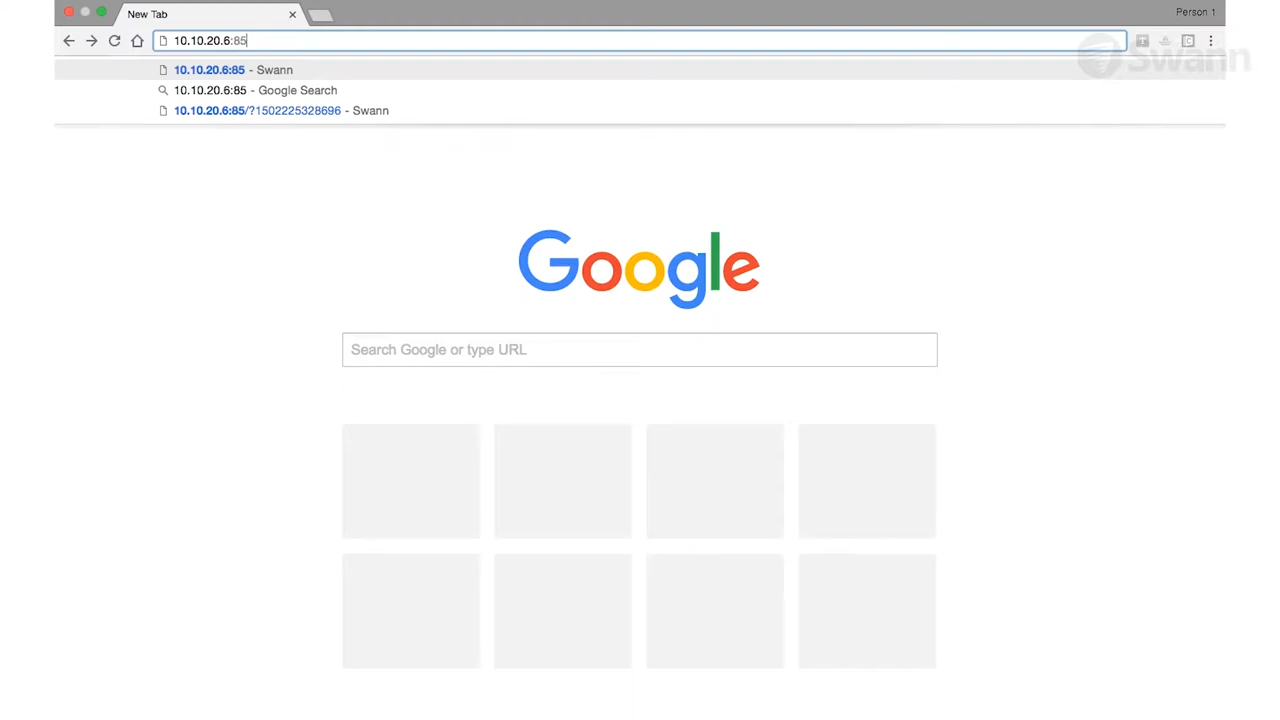 New Tab
Person 1
10.10.20.6:85
Swann
10.10.20.6:85 - Swann
10.10.20.6:85 - Google Search
10.10.20.6:85/?1502225328696 - Swann
Google
Search Google or type URL